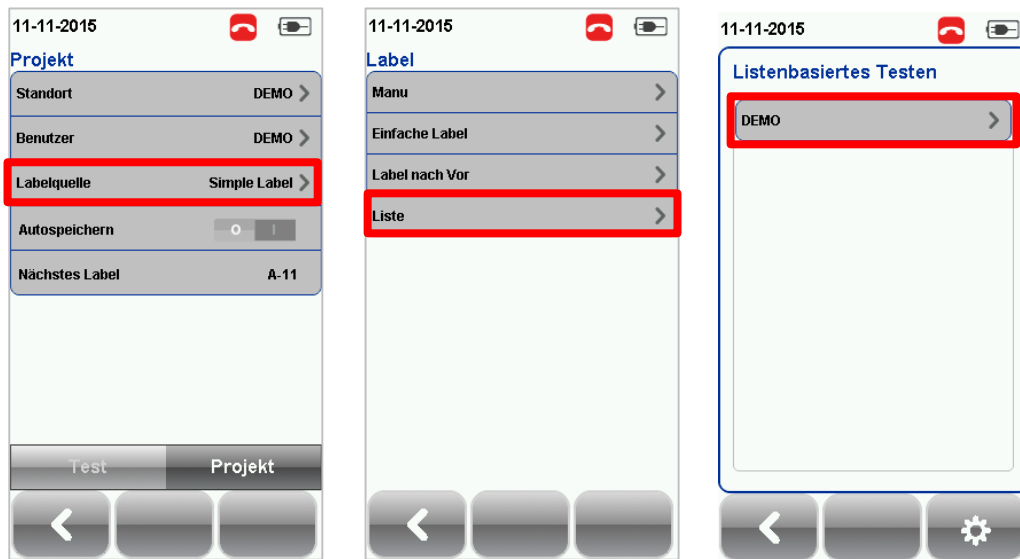 11-11-2015
Projekt
Standort DEMO
Benutzer DEMO
Labelquelle Simple Label
Autospeichern O I
Nächstes Label A-11
Test Projekt
11-11-2015
Label
Manu
Einfache Label
Label nach Vor
Liste
11-11-2015
Listenbasiertes Testen
DEMO